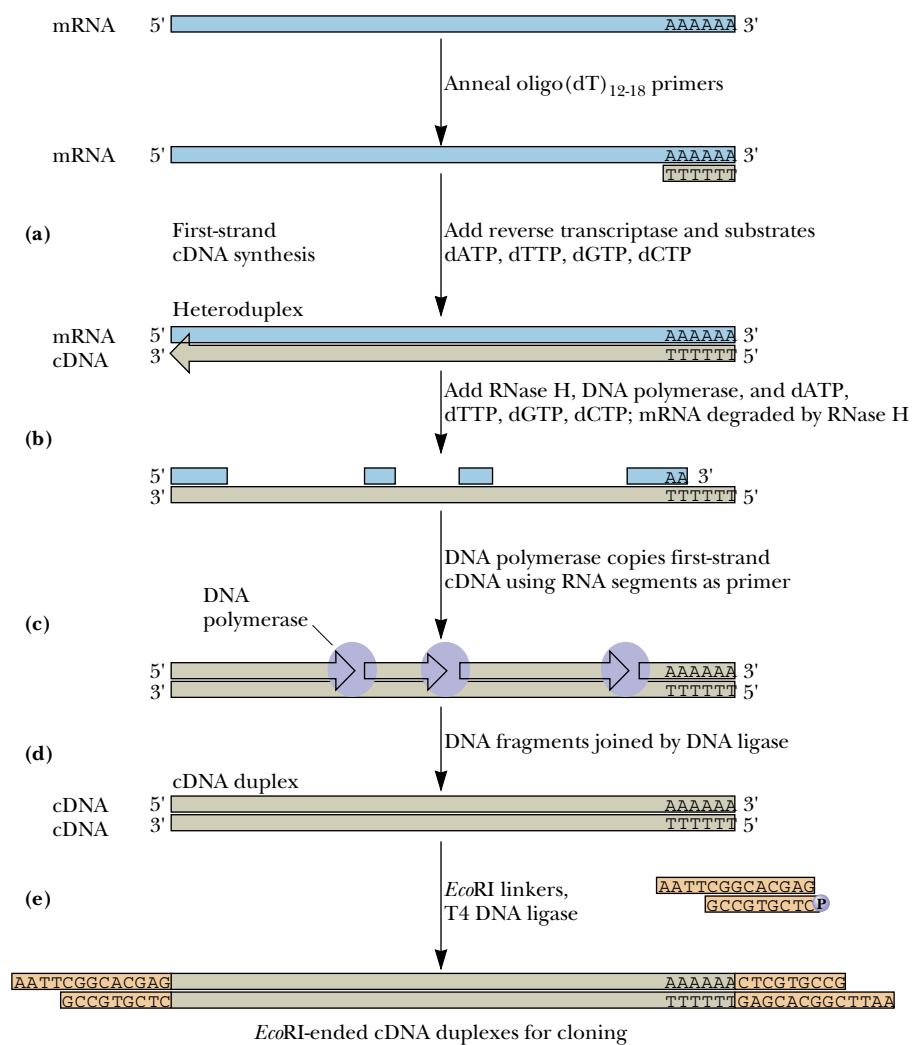 mRNA 5' AAAAAA 3'
Anneal oligo(dT)12-18 primers
mRNA 5' AAAAAA 3'
TTTTTT
(a)
First-strand
cDNA synthesis
Add reverse transcriptase and substrates
dATP, dTTP, dGTP, dCTP
Heteroduplex
mRNA 5' AAAAAA 3'
cDNA 3' TTTTTT 5'
Add RNase H, DNA polymerase, and dATP,
dTTP, dGTP, dCTP; mRNA degraded by RNase H
(b)
5' AA 3'
3' TTTTTT 5'
DNA polymerase copies first-strand
cDNA using RNA segments as primer
DNA
polymerase
(c)
5' AAAAAA 3'
3' TTTTTT 5'
DNA fragments joined by DNA ligase
(d)
cDNA duplex
cDNA 5' AAAAAA 3'
cDNA 3' TTTTTT 5'
(e)
EcoRI linkers,
T4 DNA ligase
AATTCGGCACGAG
GCCGTGCTC P
AATTCGGCACGAG AAAAAA CTCGTGCCG
GCCGTGCTC TTTTTT GAGCACGGCTTAA
EcoRI-ended cDNA duplexes for cloning